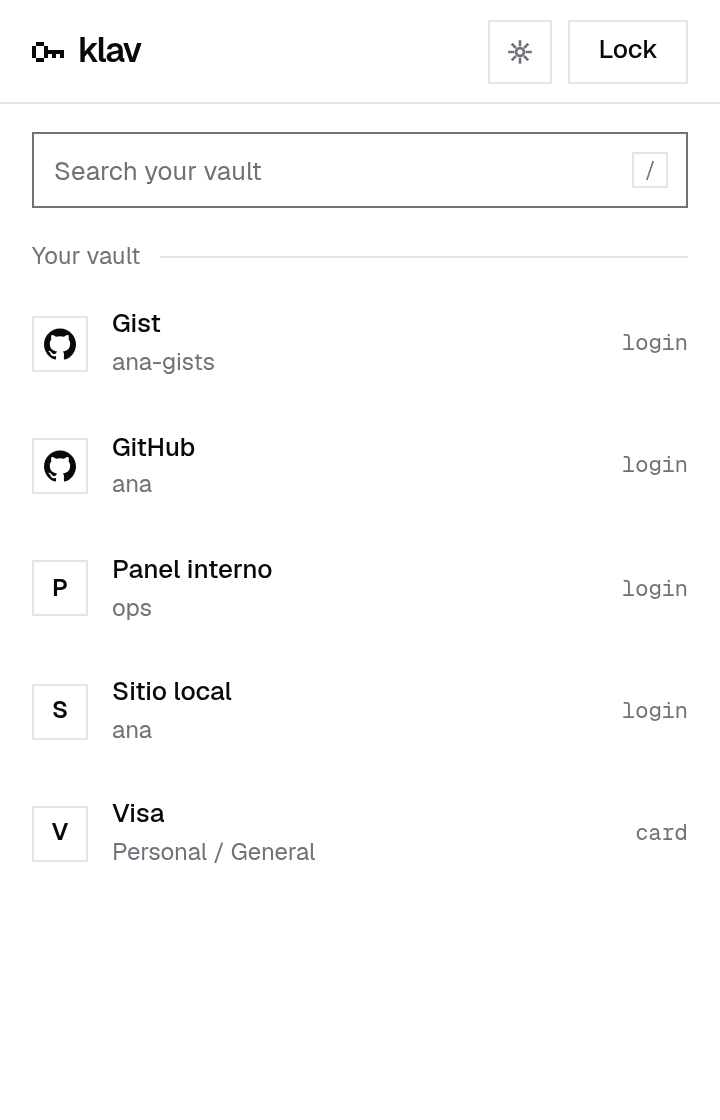 klav
Lock
Search your vault
/
Your vault
Gist
ana-gists
login
GitHub
ana
login
P
Panel interno
ops
login
S
Sitio local
ana
login
V
Visa
Personal / General
card